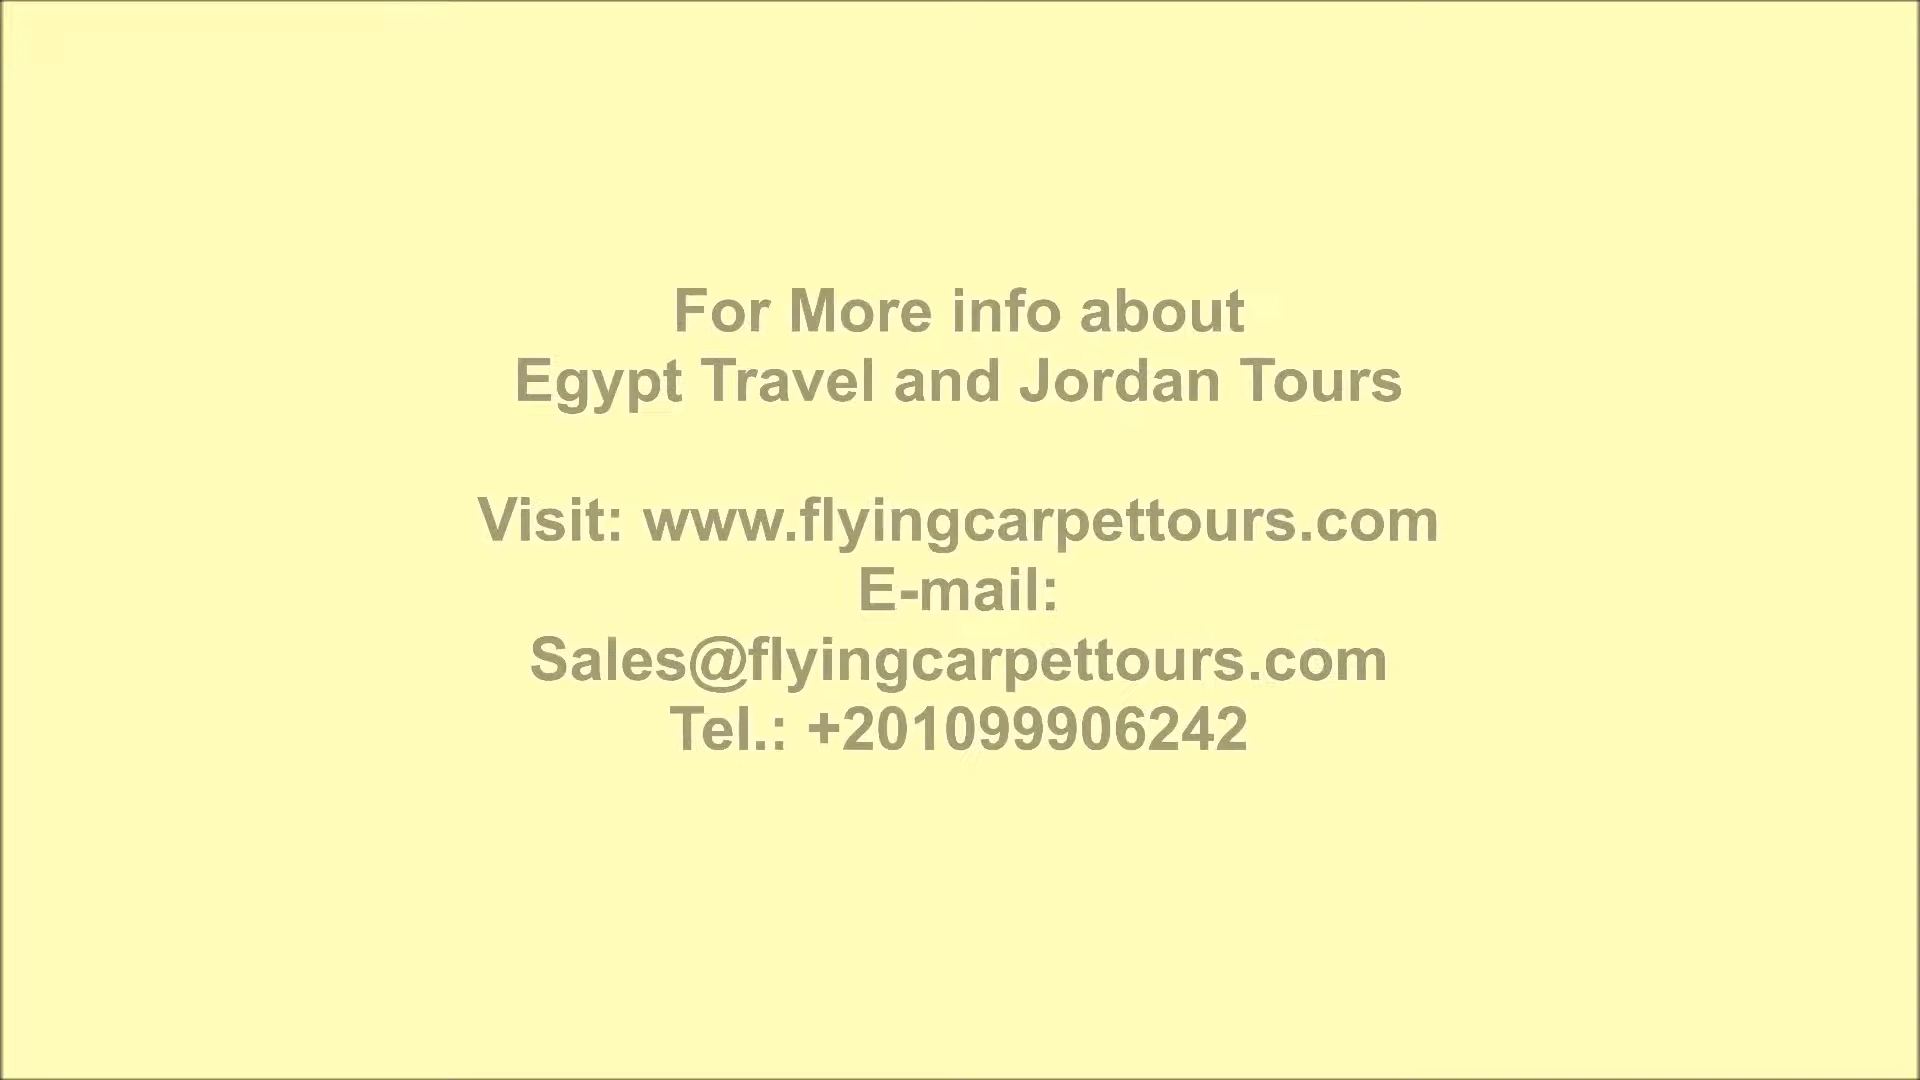 For More info about
Egypt Travel and Jordan Tours
Visit: www.flyingcarpettours.com
E-mail:
Sales@flyingcarpettours.com
Tel.: +201099906242